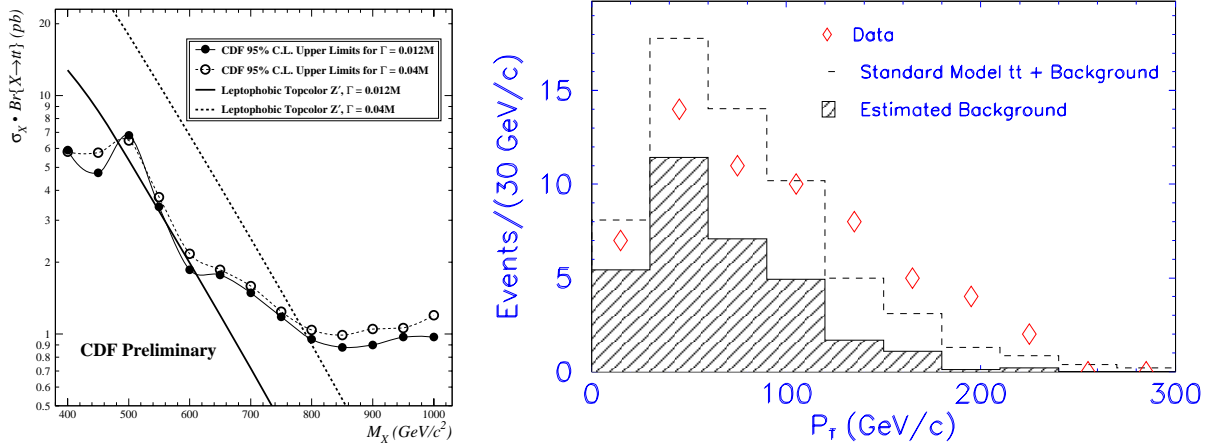 σX • Br{X→tt} (pb)
20
10
9
8
7
6
5
4
3
2
1
0.9
0.8
0.7
0.6
0.5
CDF 95% C.L. Upper Limits for Γ = 0.012M
CDF 95% C.L. Upper Limits for Γ = 0.04M
Leptophobic Topcolor Z′, Γ = 0.012M
Leptophobic Topcolor Z′, Γ = 0.04M
CDF Preliminary
400 500 600 700 800 900 1000
MX (GeV/c²)
Events/(30 GeV/c)
15
10
5
0
Data
Standard Model tt + Background
Estimated Background
0 100 200 300
PT̄ (GeV/c)